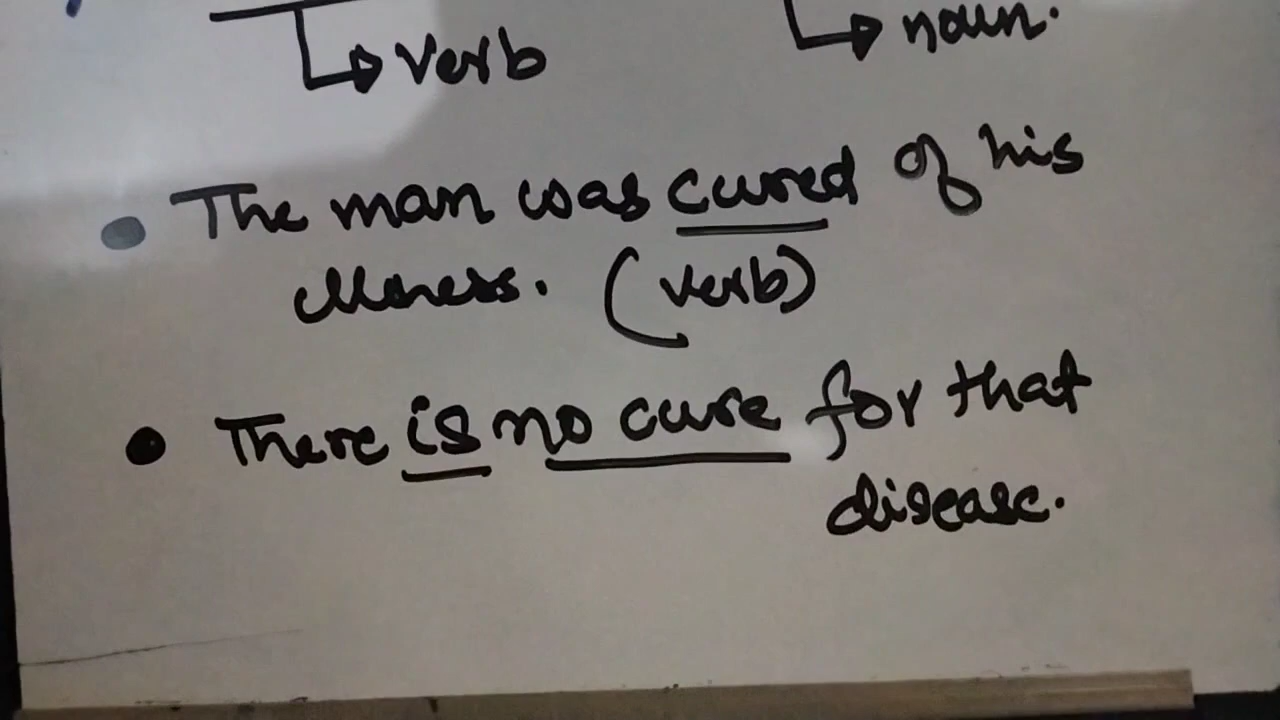 verb noun.
The man was cured of his
illness. (verb)
There is no cure for that
disease.